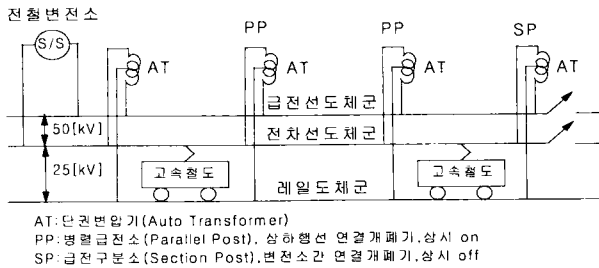 전철변전소
S/S
PP
PP
SP
AT
AT
AT
AT
급전선도체군
50[kV]
전차선도체군
25[kV]
고속철도
레일도체군
고속철도
AT:단권변압기(Auto Transformer)
PP:병렬급전소(Parallel Post), 상하행선 연결개폐기,상시 on
SP:급전구분소(Section Post),변전소간 연결개폐기,상시 off